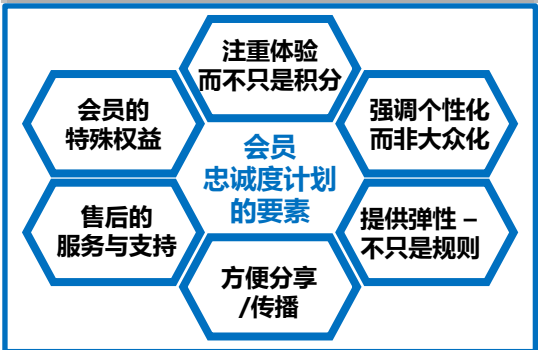 注重体验
而不只是积分
会员的
特殊权益
强调个性化
而非大众化
会员
忠诚度计划
的要素
售后的
服务与支持
提供弹性 –
不只是规则
方便分享
/传播